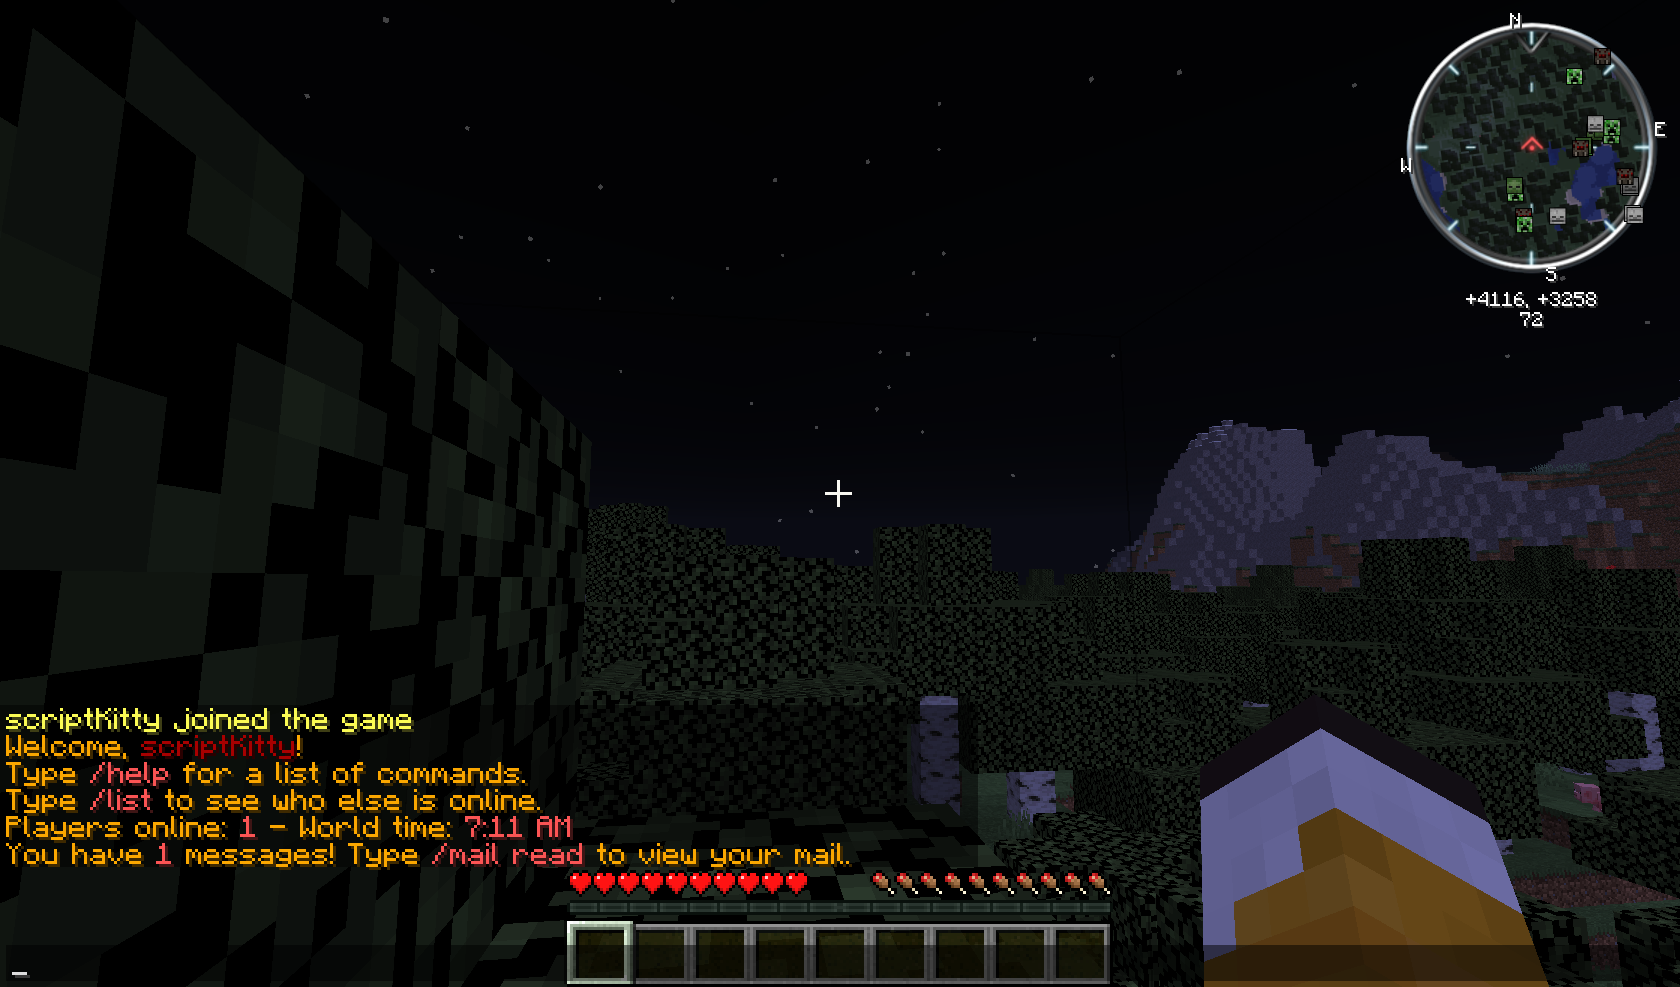 N
E
W
S
+4116, +3258
72
scriptKitty joined the game
Welcome, scriptKitty!
Type /help for a list of commands.
Type /list to see who else is online.
Players online: 1 - World time: 7:11 AM
You have 1 messages! Type /mail read to view your mail.
_